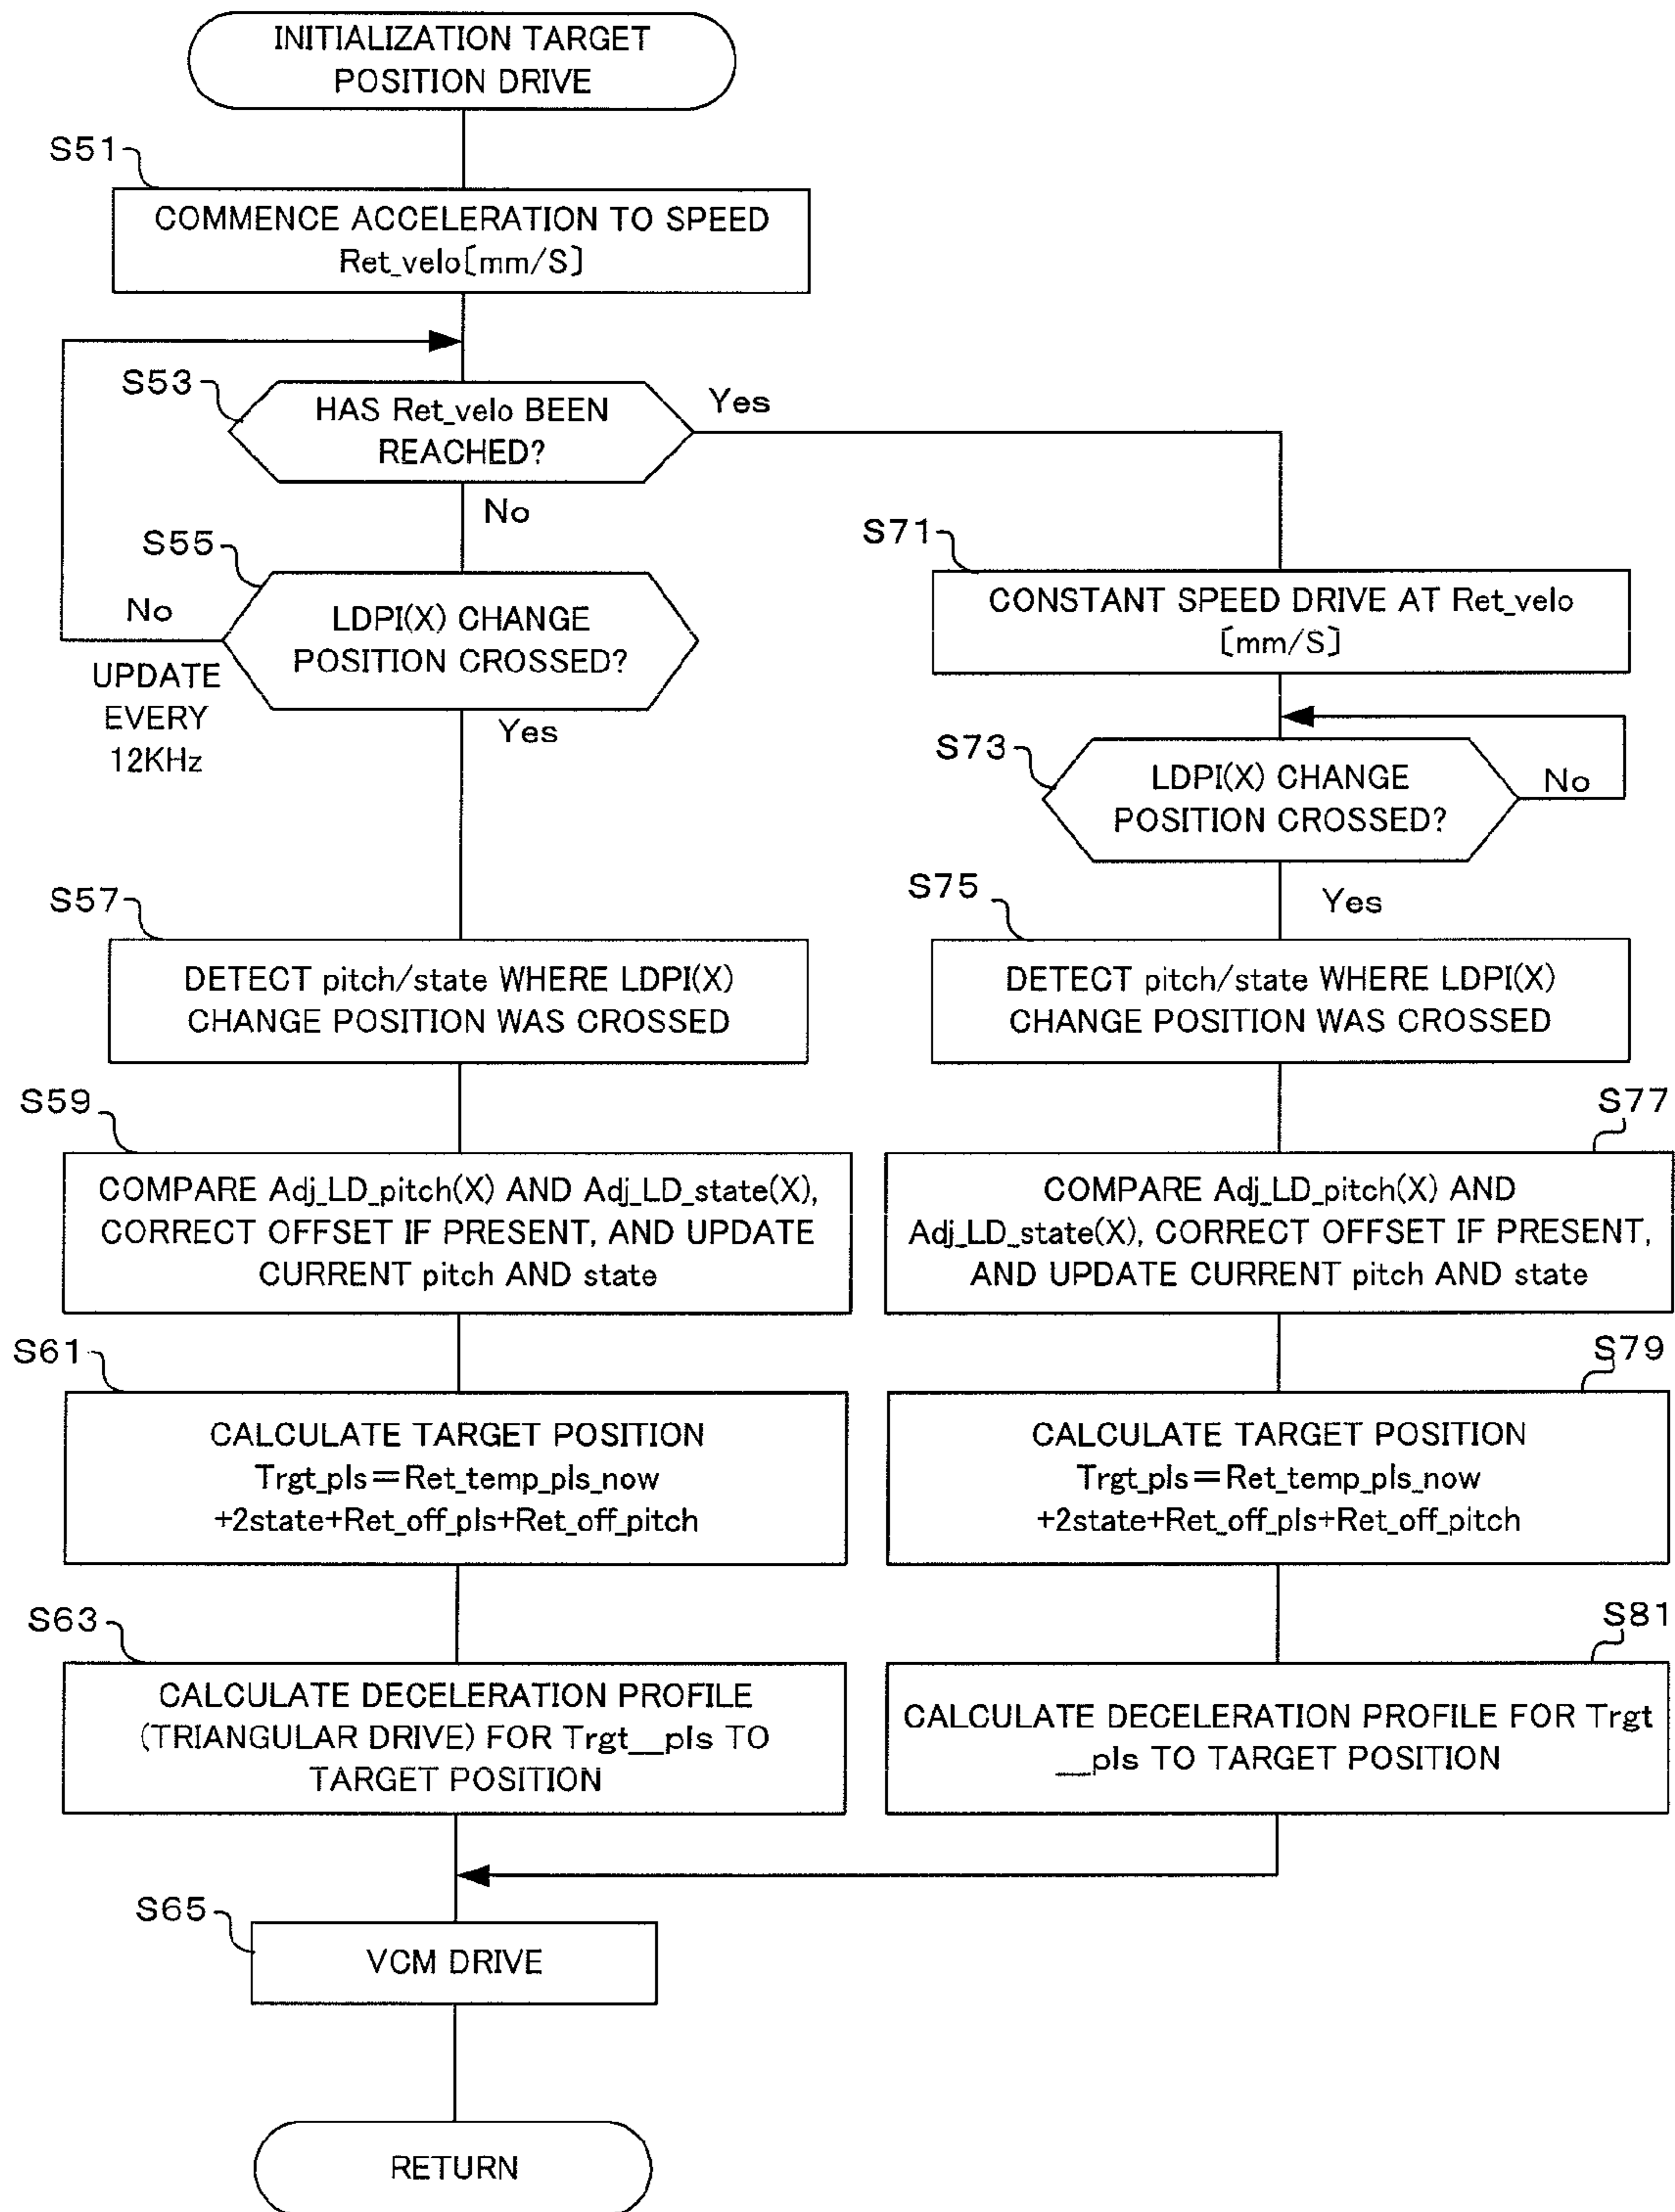 INITIALIZATION TARGET
POSITION DRIVE
S51
COMMENCE ACCELERATION TO SPEED
Ret_velo[mm/S]
S53
HAS Ret_velo BEEN
REACHED?
Yes
No
S55
LDPI(X) CHANGE
POSITION CROSSED?
No
UPDATE
EVERY
12KHz
Yes
S57
DETECT pitch/state WHERE LDPI(X)
CHANGE POSITION WAS CROSSED
S59
COMPARE Adj_LD_pitch(X) AND Adj_LD_state(X),
CORRECT OFFSET IF PRESENT, AND UPDATE
CURRENT pitch AND state
S61
CALCULATE TARGET POSITION
Trgt_pls=Ret_temp_pls_now
+2state+Ret_off_pls+Ret_off_pitch
S63
CALCULATE DECELERATION PROFILE
(TRIANGULAR DRIVE) FOR Trgt__pls TO
TARGET POSITION
S71
CONSTANT SPEED DRIVE AT Ret_velo
[mm/S]
S73
LDPI(X) CHANGE
POSITION CROSSED?
No
Yes
S75
DETECT pitch/state WHERE LDPI(X)
CHANGE POSITION WAS CROSSED
S77
COMPARE Adj_LD_pitch(X) AND
Adj_LD_state(X), CORRECT OFFSET IF PRESENT,
AND UPDATE CURRENT pitch AND state
S79
CALCULATE TARGET POSITION
Trgt_pls=Ret_temp_pls_now
+2state+Ret_off_pls+Ret_off_pitch
S81
CALCULATE DECELERATION PROFILE FOR Trgt
__pls TO TARGET POSITION
S65
VCM DRIVE
RETURN